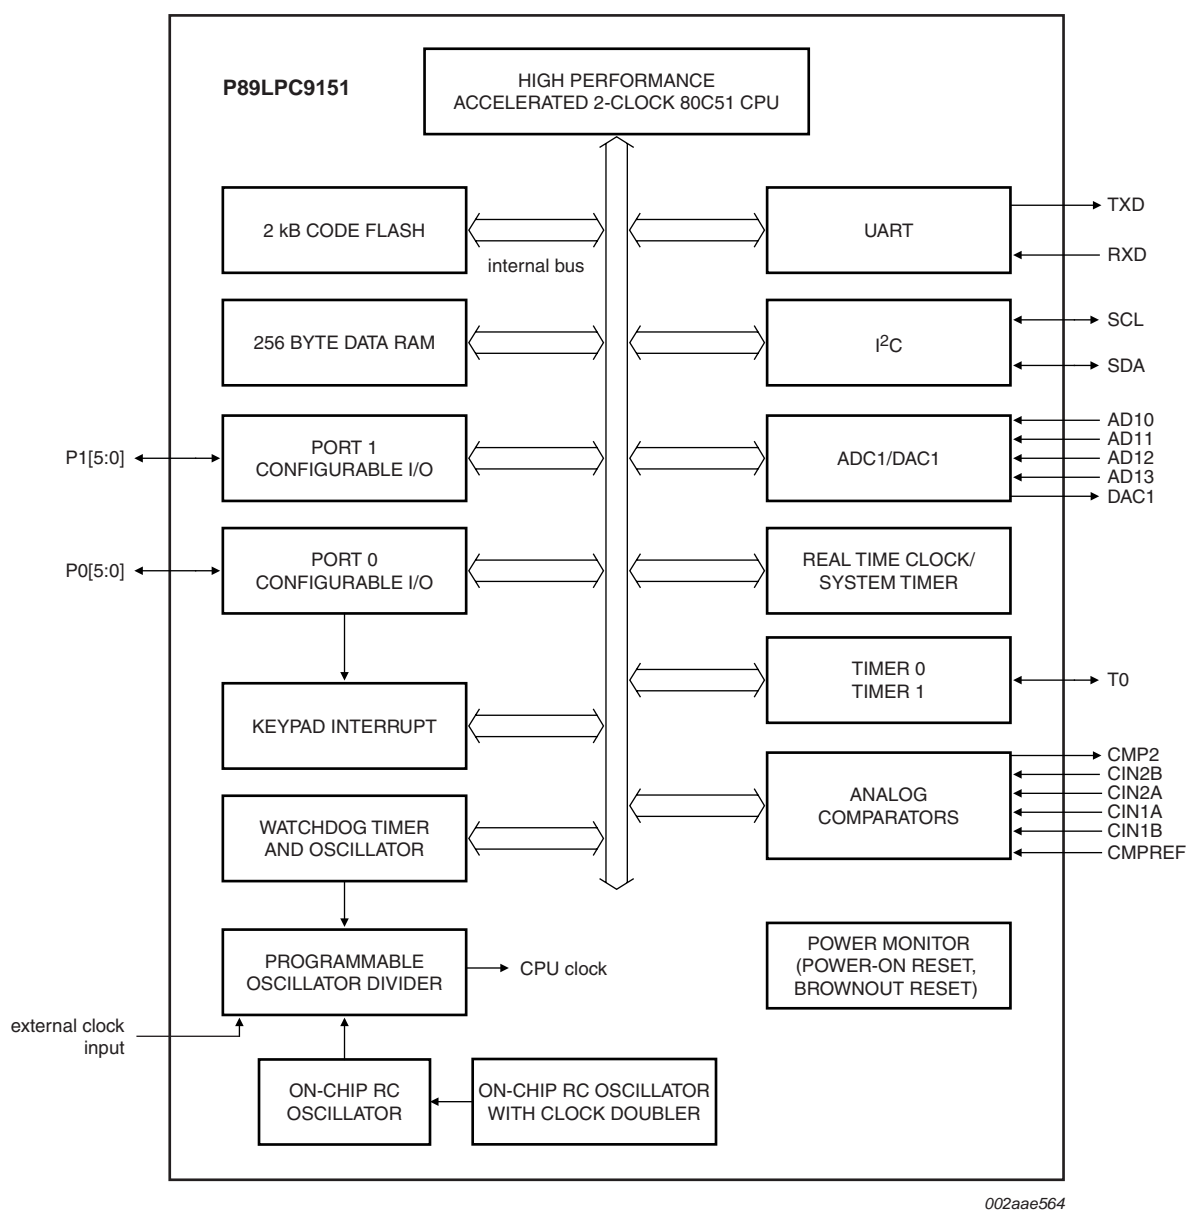 P89LPC9151
HIGH PERFORMANCE
ACCELERATED 2-CLOCK 80C51 CPU
2 kB CODE FLASH
internal bus
UART
TXD
RXD
256 BYTE DATA RAM
I²C
SCL
SDA
P1[5:0]
PORT 1
CONFIGURABLE I/O
ADC1/DAC1
AD10
AD11
AD12
AD13
DAC1
P0[5:0]
PORT 0
CONFIGURABLE I/O
REAL TIME CLOCK/
SYSTEM TIMER
KEYPAD INTERRUPT
TIMER 0
TIMER 1
T0
WATCHDOG TIMER
AND OSCILLATOR
ANALOG
COMPARATORS
CMP2
CIN2B
CIN2A
CIN1A
CIN1B
CMPREF
PROGRAMMABLE
OSCILLATOR DIVIDER
CPU clock
POWER MONITOR
(POWER-ON RESET,
BROWNOUT RESET)
external clock
input
ON-CHIP RC
OSCILLATOR
ON-CHIP RC OSCILLATOR
WITH CLOCK DOUBLER
002aae564